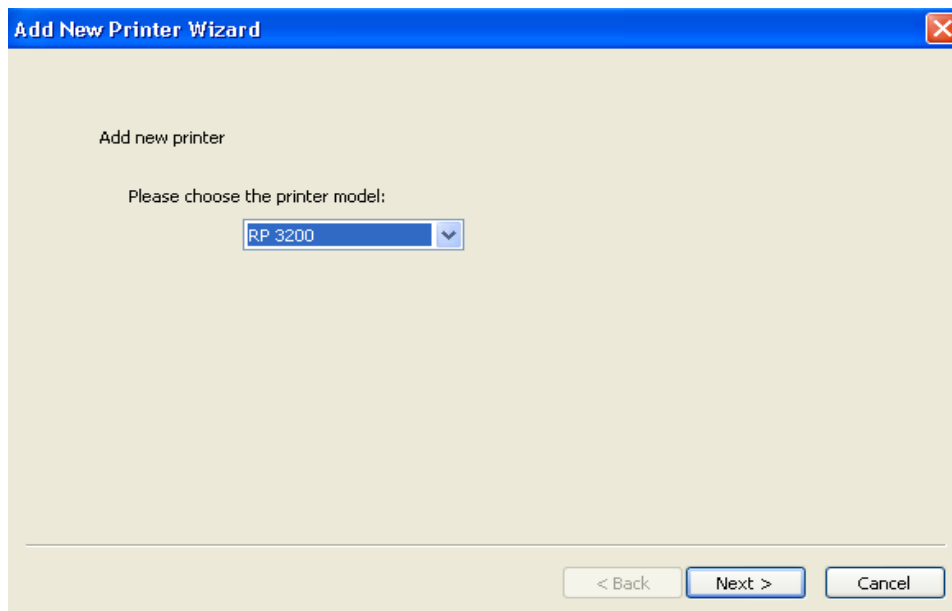 Add New Printer Wizard
Add new printer
Please choose the printer model:
RP 3200
< Back Next > Cancel